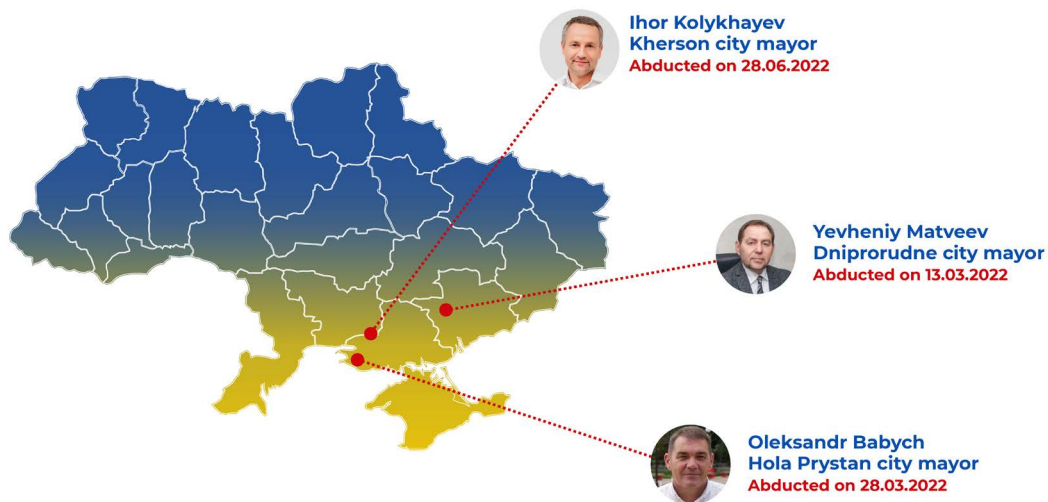 Ihor Kolykhayev
Kherson city mayor
Abducted on 28.06.2022
Yevheniy Matveev
Dniprorudne city mayor
Abducted on 13.03.2022
Oleksandr Babych
Hola Prystan city mayor
Abducted on 28.03.2022